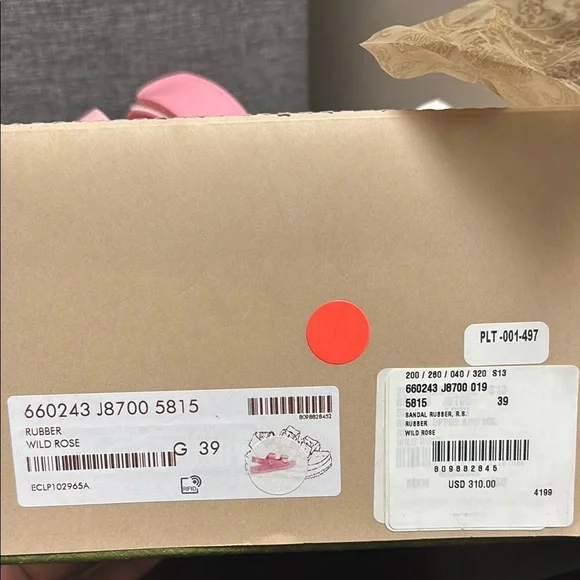 PLT -001-497
200 / 260 / 040 / 320 S13
660243 J8700 019
5815 39
SANDAL RUBBER, R.S.
RUBBER
WILD ROSE
809882845
USD 310.00
4199
660243 J8700 5815
RUBBER
WILD ROSE
8098828452
G 39
ECLP102965A
RFID